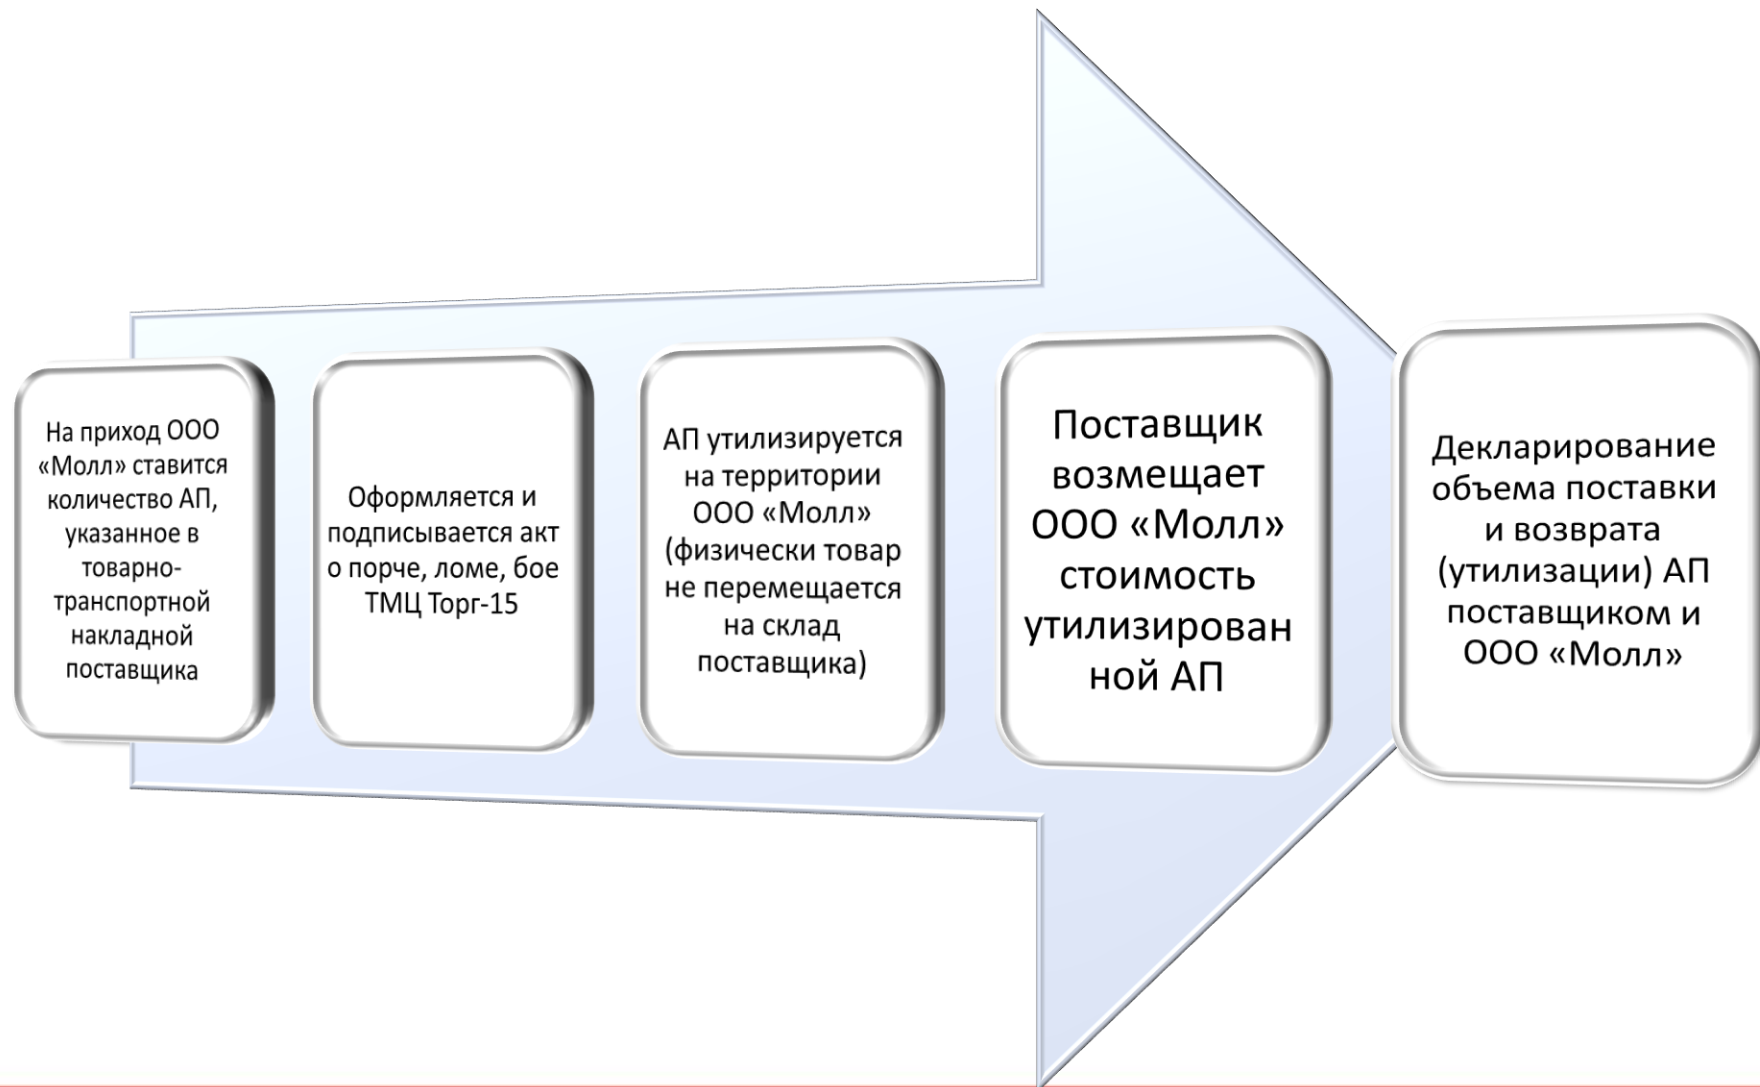 На приход ООО
«Молл» ставится
количество АП,
указанное в
товарно-
транспортной
накладной
поставщика
Оформляется и
подписывается акт
о порче, ломе, бое
ТМЦ Торг-15
АП утилизируется
на территории
ООО «Молл»
(физически товар
не перемещается
на склад
поставщика)
Поставщик
возмещает
ООО «Молл»
стоимость
утилизирован
ной АП
Декларирование
объема поставки
и возврата
(утилизации) АП
поставщиком и
ООО «Молл»